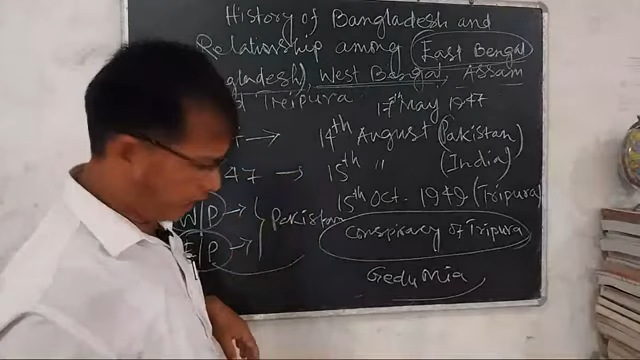 History of Bangladesh and
Relationship among East Bengal
gladesh), West Bengal, Assam
Treipura 17th May 1947
14th August (Pakistan)
47 → 15th " (India)
15th Oct. 1949 (Tripura)
W/P → Pakistan
E/P → Conspiracy of Tripura
Gedu Mia